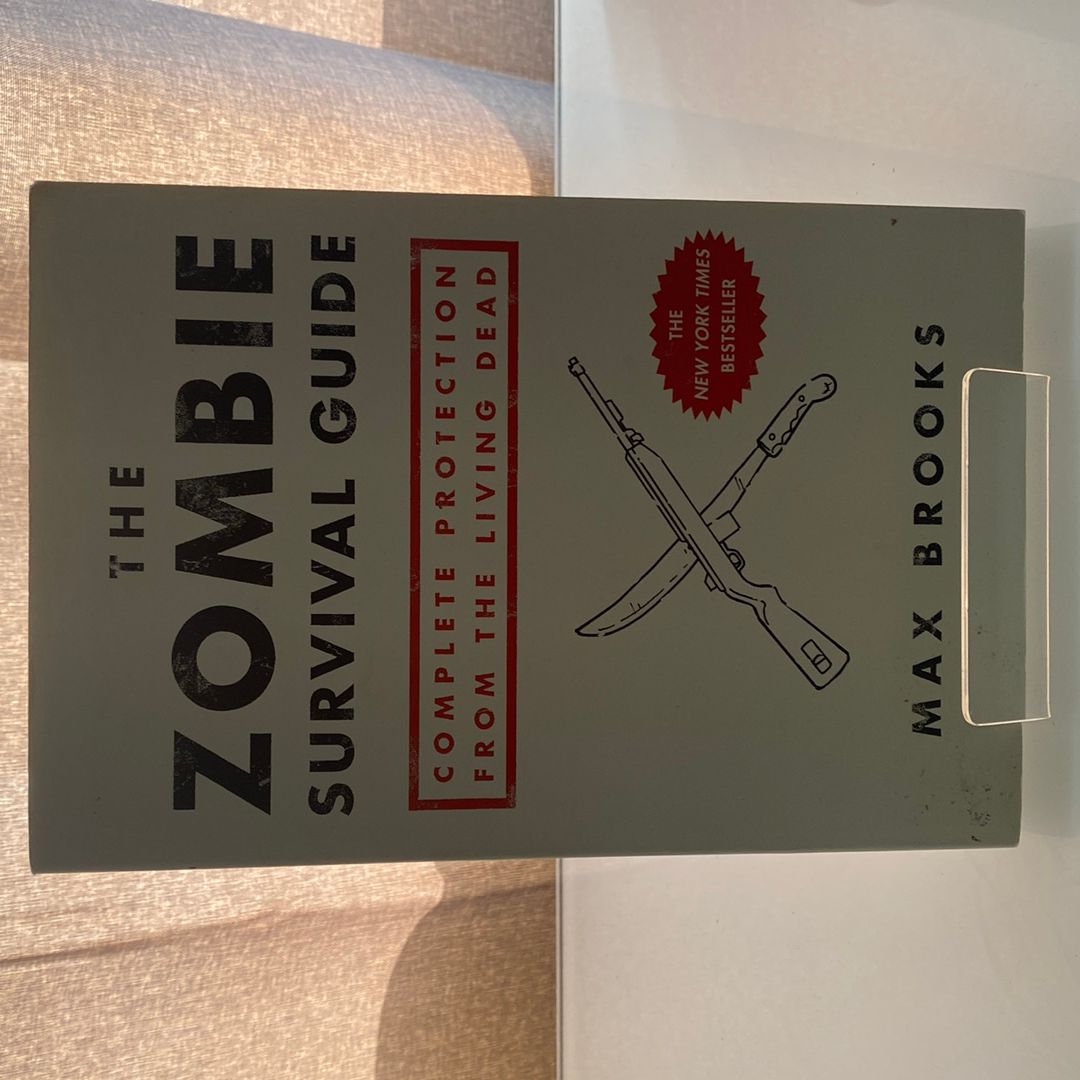 THE
ZOMBIE
SURVIVAL GUIDE
COMPLETE PROTECTION
FROM THE LIVING DEAD
THE
NEW YORK TIMES
BESTSELLER
MAX BROOKS